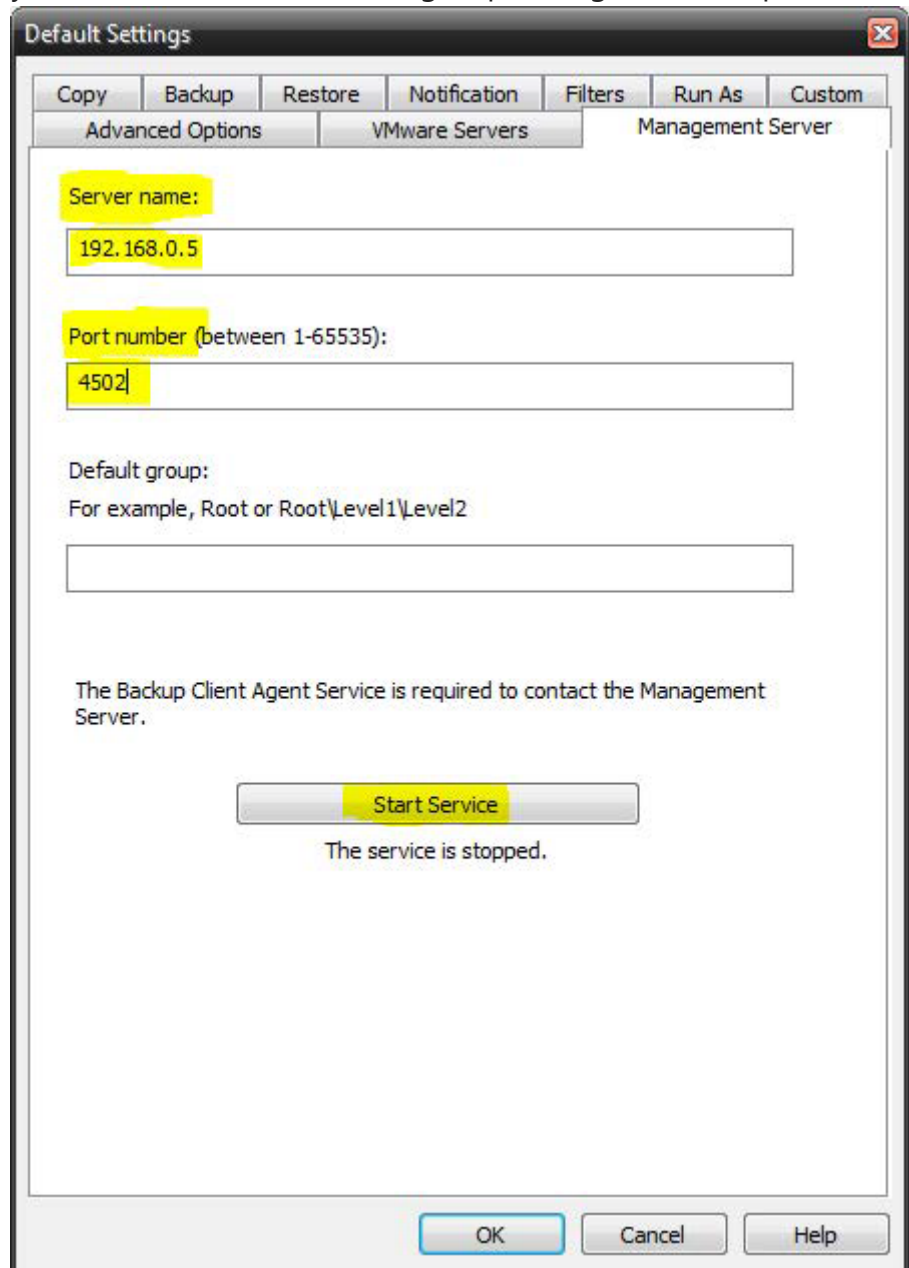 Default Settings
Copy Backup Restore Notification Filters Run As Custom
Advanced Options VMware Servers Management Server
Server name:
192.168.0.5
Port number (between 1-65535):
4502
Default group:
For example, Root or Root\Level1\Level2
The Backup Client Agent Service is required to contact the Management
Server.
Start Service
The service is stopped.
OK Cancel Help